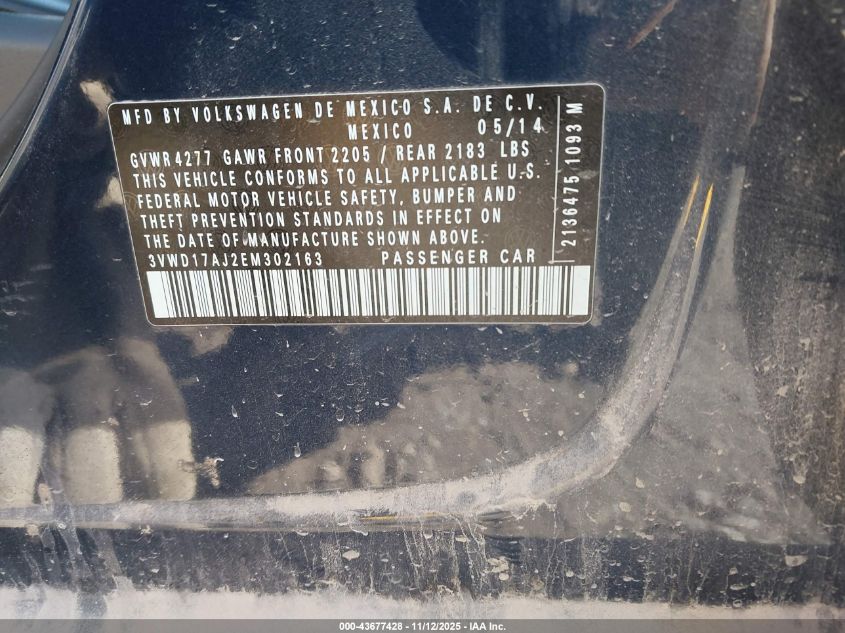 MFD BY VOLKSWAGEN DE MEXICO S.A. DE C.V.
MEXICO 05/14
GVWR 4277 GAWR FRONT 2205 / REAR 2183 LBS
THIS VEHICLE CONFORMS TO ALL APPLICABLE U.S.
FEDERAL MOTOR VEHICLE SAFETY, BUMPER AND
THEFT PREVENTION STANDARDS IN EFFECT ON
THE DATE OF MANUFACTURE SHOWN ABOVE.
3VWD17AJ2EM302163 PASSENGER CAR
2136475 1093 M
000-43677428 - 11/12/2025 - IAA Inc.